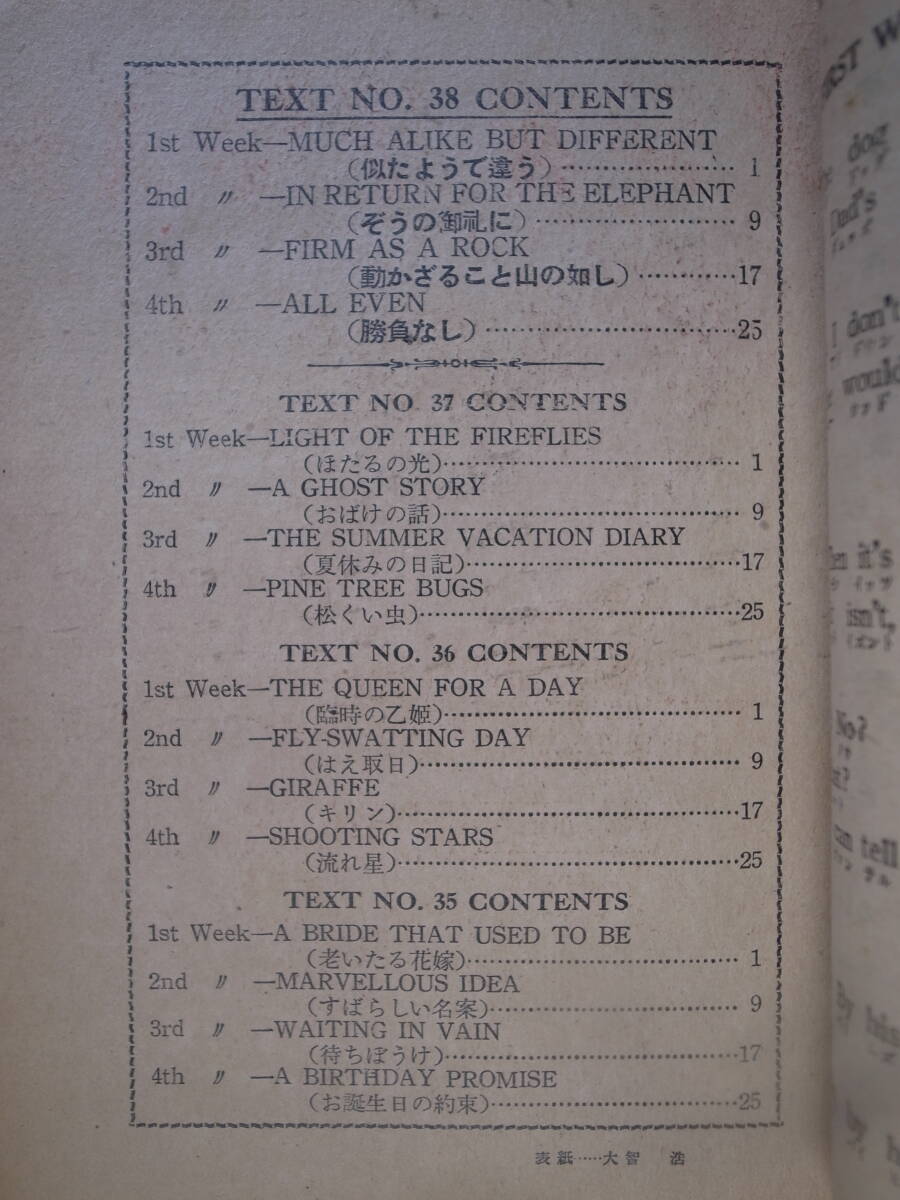 TEXT NO. 38 CONTENTS
1st Week—MUCH ALIKE BUT DIFFERENT
(似たようで違う)…………………… 1
2nd 〃 —IN RETURN FOR THE ELEPHANT
(ぞうの御礼に)…………………… 9
3rd 〃 —FIRM AS A ROCK
(動かざること山の如し)…………17
4th 〃 —ALL EVEN
(勝負なし)…………………………25
TEXT NO. 37 CONTENTS
1st Week—LIGHT OF THE FIREFLIES
(ほたるの光)…………………………… 1
2nd 〃 —A GHOST STORY
(おばけの話)…………………………… 9
3rd 〃 —THE SUMMER VACATION DIARY
(夏休みの日記)…………………………17
4th 〃 —PINE TREE BUGS
(松くい虫)………………………………25
TEXT NO. 36 CONTENTS
1st Week—THE QUEEN FOR A DAY
(臨時の乙姫)…………………………… 1
2nd 〃 —FLY-SWATTING DAY
(はえ取日)……………………………… 9
3rd 〃 —GIRAFFE
(キリン)…………………………………17
4th 〃 —SHOOTING STARS
(流れ星)…………………………………25
TEXT NO. 35 CONTENTS
1st Week—A BRIDE THAT USED TO BE
(老いたる花嫁)………………………… 1
2nd 〃 —MARVELLOUS IDEA
(すばらしい名案)……………………… 9
3rd 〃 —WAITING IN VAIN
(待ちぼうけ)……………………………17
4th 〃 —A BIRTHDAY PROMISE
(お誕生日の約束)………………………25
表紙……大智 浩
dog
Dad's
I don't
would
it's
isn't,
No?
tell